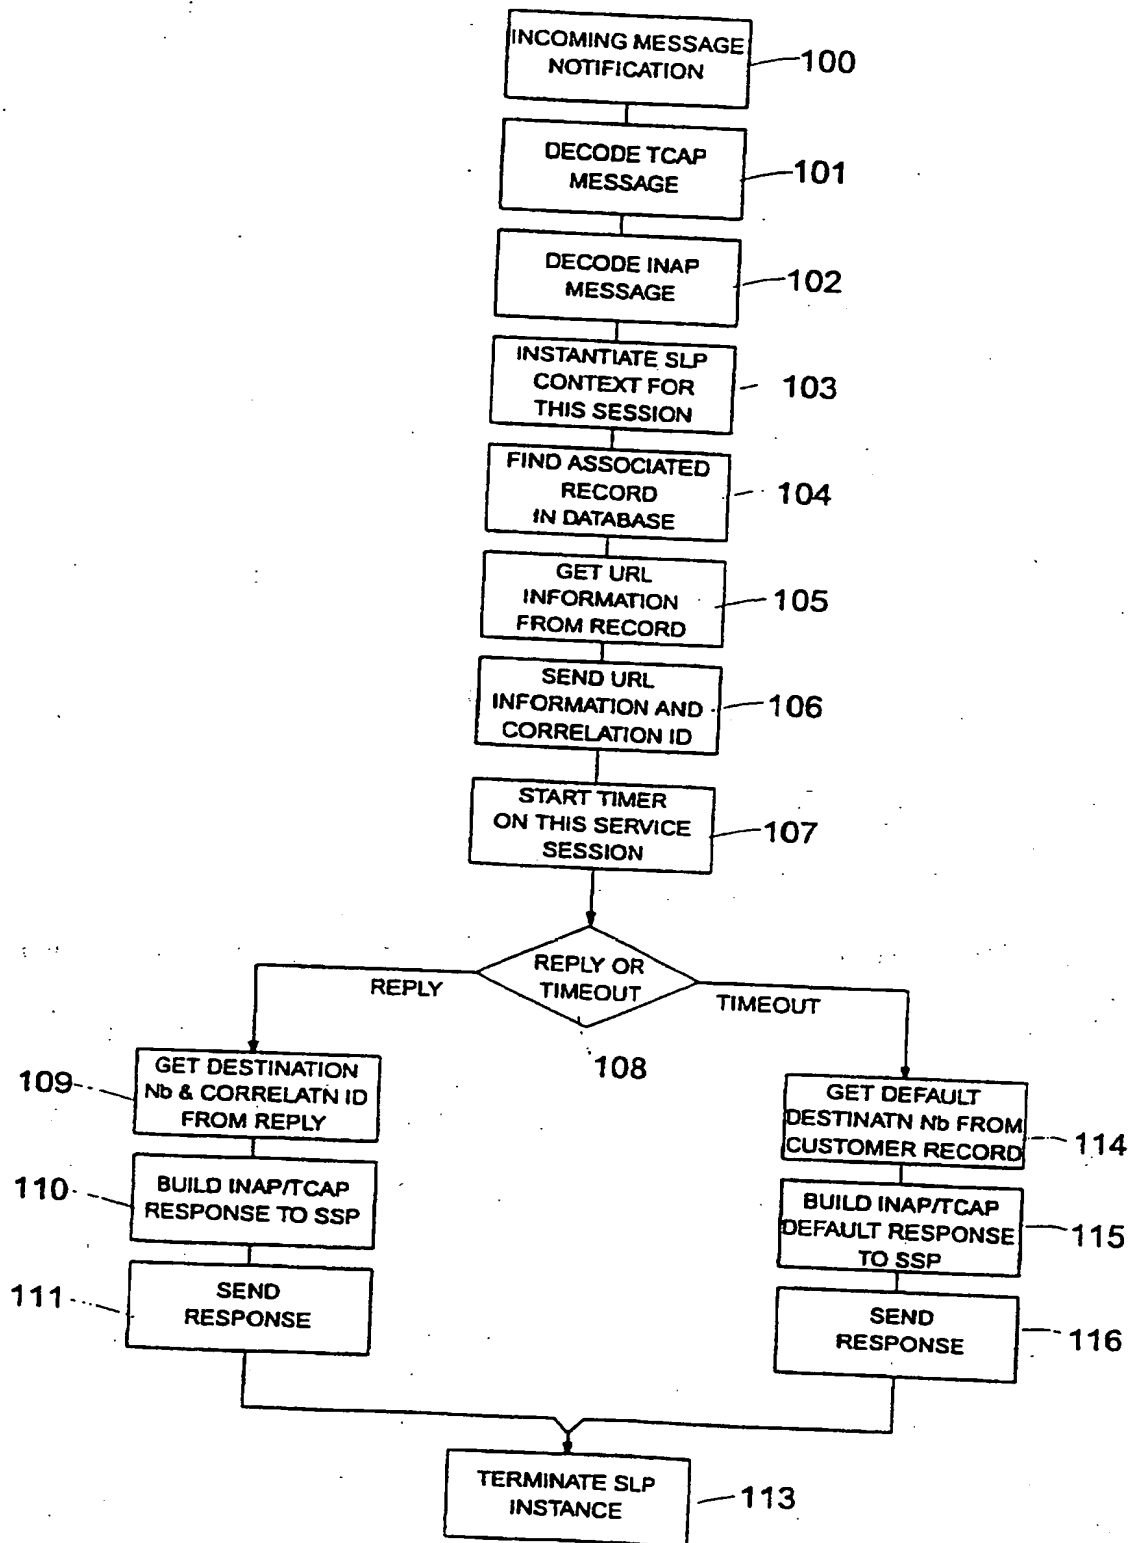 INCOMING MESSAGE
NOTIFICATION
100
DECODE TCAP
MESSAGE
101
DECODE INAP
MESSAGE
102
INSTANTIATE SLP
CONTEXT FOR
THIS SESSION
103
FIND ASSOCIATED
RECORD
IN DATABASE
104
GET URL
INFORMATION
FROM RECORD
105
SEND URL
INFORMATION AND
CORRELATION ID
106
START TIMER
ON THIS SERVICE
SESSION
107
REPLY OR
TIMEOUT
REPLY
TIMEOUT
108
GET DESTINATION
Nb & CORRELATN ID
FROM REPLY
109
BUILD INAP/TCAP
RESPONSE TO SSP
110
SEND
RESPONSE
111
GET DEFAULT
DESTINATN Nb FROM
CUSTOMER RECORD
114
BUILD INAP/TCAP
DEFAULT RESPONSE
TO SSP
115
SEND
RESPONSE
116
TERMINATE SLP
INSTANCE
113